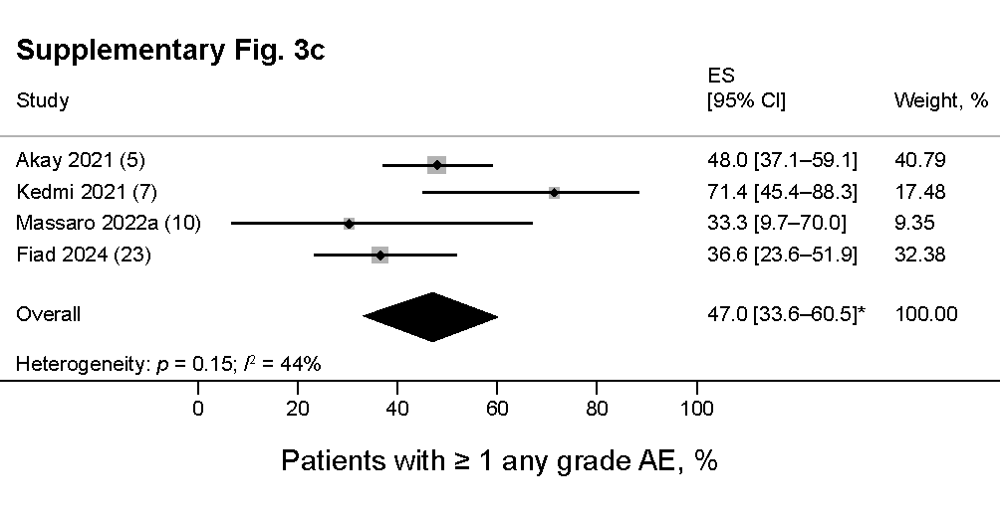 Supplementary Fig. 3c
ES
Study [95% CI] Weight, %
Akay 2021 (5) 48.0 [37.1–59.1] 40.79
Kedmi 2021 (7) 71.4 [45.4–88.3] 17.48
Massaro 2022a (10) 33.3 [9.7–70.0] 9.35
Fiad 2024 (23) 36.6 [23.6–51.9] 32.38
Overall 47.0 [33.6–60.5]* 100.00
Heterogeneity: p = 0.15; I² = 44%
0 20 40 60 80 100
Patients with ≥ 1 any grade AE, %